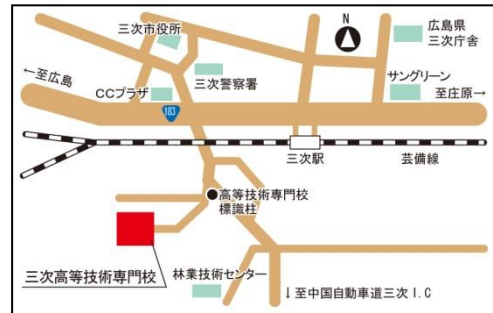 三次市役所
N
広島県
三次庁舎
←至広島
三次警察署
サングリーン
CCプラザ
至庄原→
183
三次駅
芸備線
高等技術専門校
標識柱
三次高等技術専門校
林業技術センター
↓至中国自動車道三次I.C